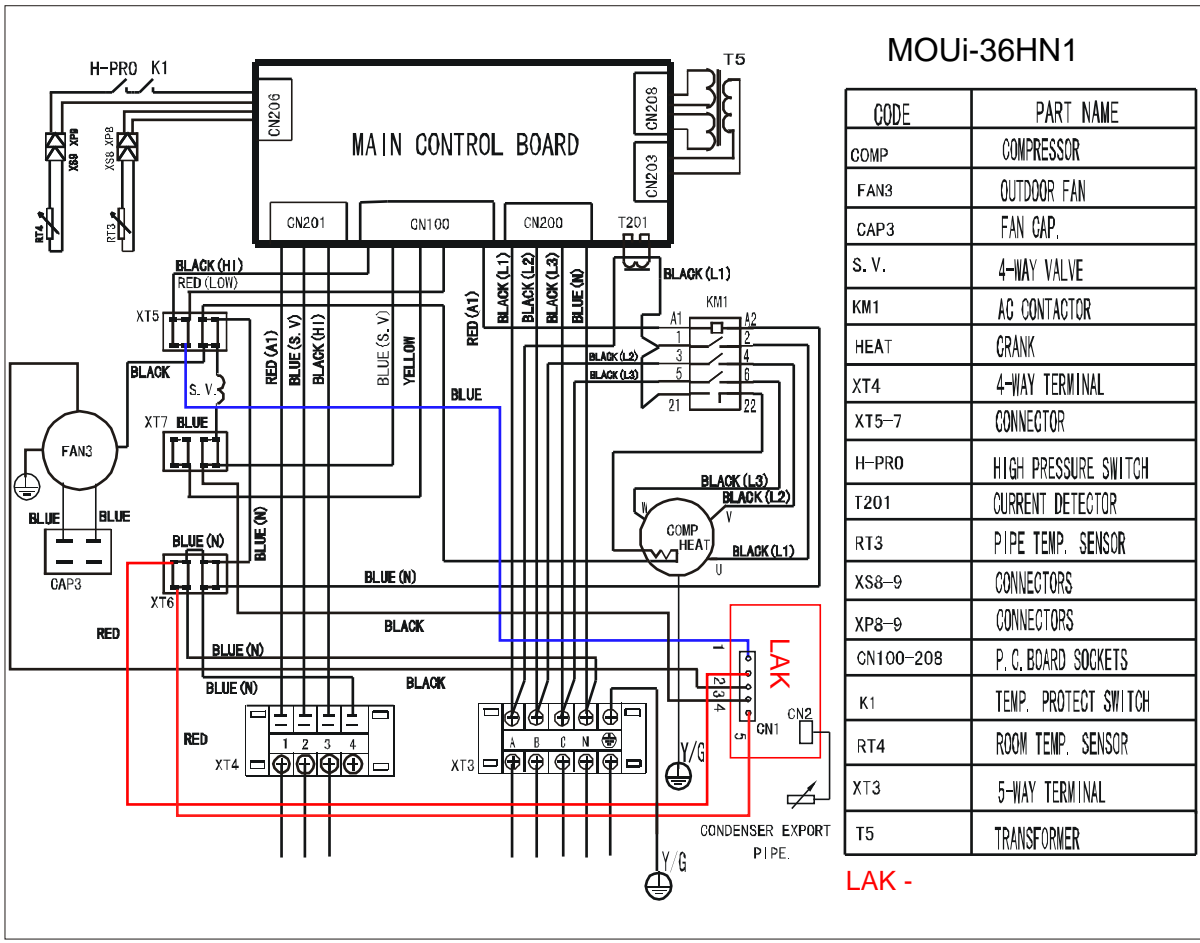 MOUi-36HN1
H-PRO K1
T5
CN206
CN208
MAIN CONTROL BOARD
CN203
XS9 XP9
XS8 XPB
RT4
RT3
CN201
CN100
CN200
T201
BLACK(HI)
RED(LOW)
XT5
BLACK
S.V.
XT7 BLUE
FAN3
BLUE
BLUE
CAP3
RED(A1)
BLUE(S.V)
BLACK(HI)
BLUE(S.V)
YELLOW
RED(A1)
BLACK(L1)
BLACK(L2)
BLACK(L3)
BLUE(N)
BLACK(L1)
KM1
A1 A2
1 2
BLACK(L2) 3 4
BLACK(L3) 5 6
21 22
BLUE
BLACK(L3)
BLACK(L2)
W
V
COMP
HEAT
BLACK(L1)
U
BLUE(N)
BLUE(N)
XT6
BLUE(N)
RED
BLACK
BLUE(N)
BLUE(N)
BLACK
RED
XT4
1 2 3 4
XT3
A B C N
Y/G
Y/G
LAK
1
2
3
4
5
CN1
CN2
CONDENSER EXPORT
PIPE.
CODE PART NAME
COMP COMPRESSOR
FAN3 OUTDOOR FAN
CAP3 FAN CAP.
S.V. 4-WAY VALVE
KM1 AC CONTACTOR
HEAT CRANK
XT4 4-WAY TERMINAL
XT5-7 CONNECTOR
H-PRO HIGH PRESSURE SWITCH
T201 CURRENT DETECTOR
RT3 PIPE TEMP. SENSOR
XS8-9 CONNECTORS
XP8-9 CONNECTORS
CN100-208 P.C.BOARD SOCKETS
K1 TEMP. PROTECT SWITCH
RT4 ROOM TEMP. SENSOR
XT3 5-WAY TERMINAL
T5 TRANSFORMER
LAK -